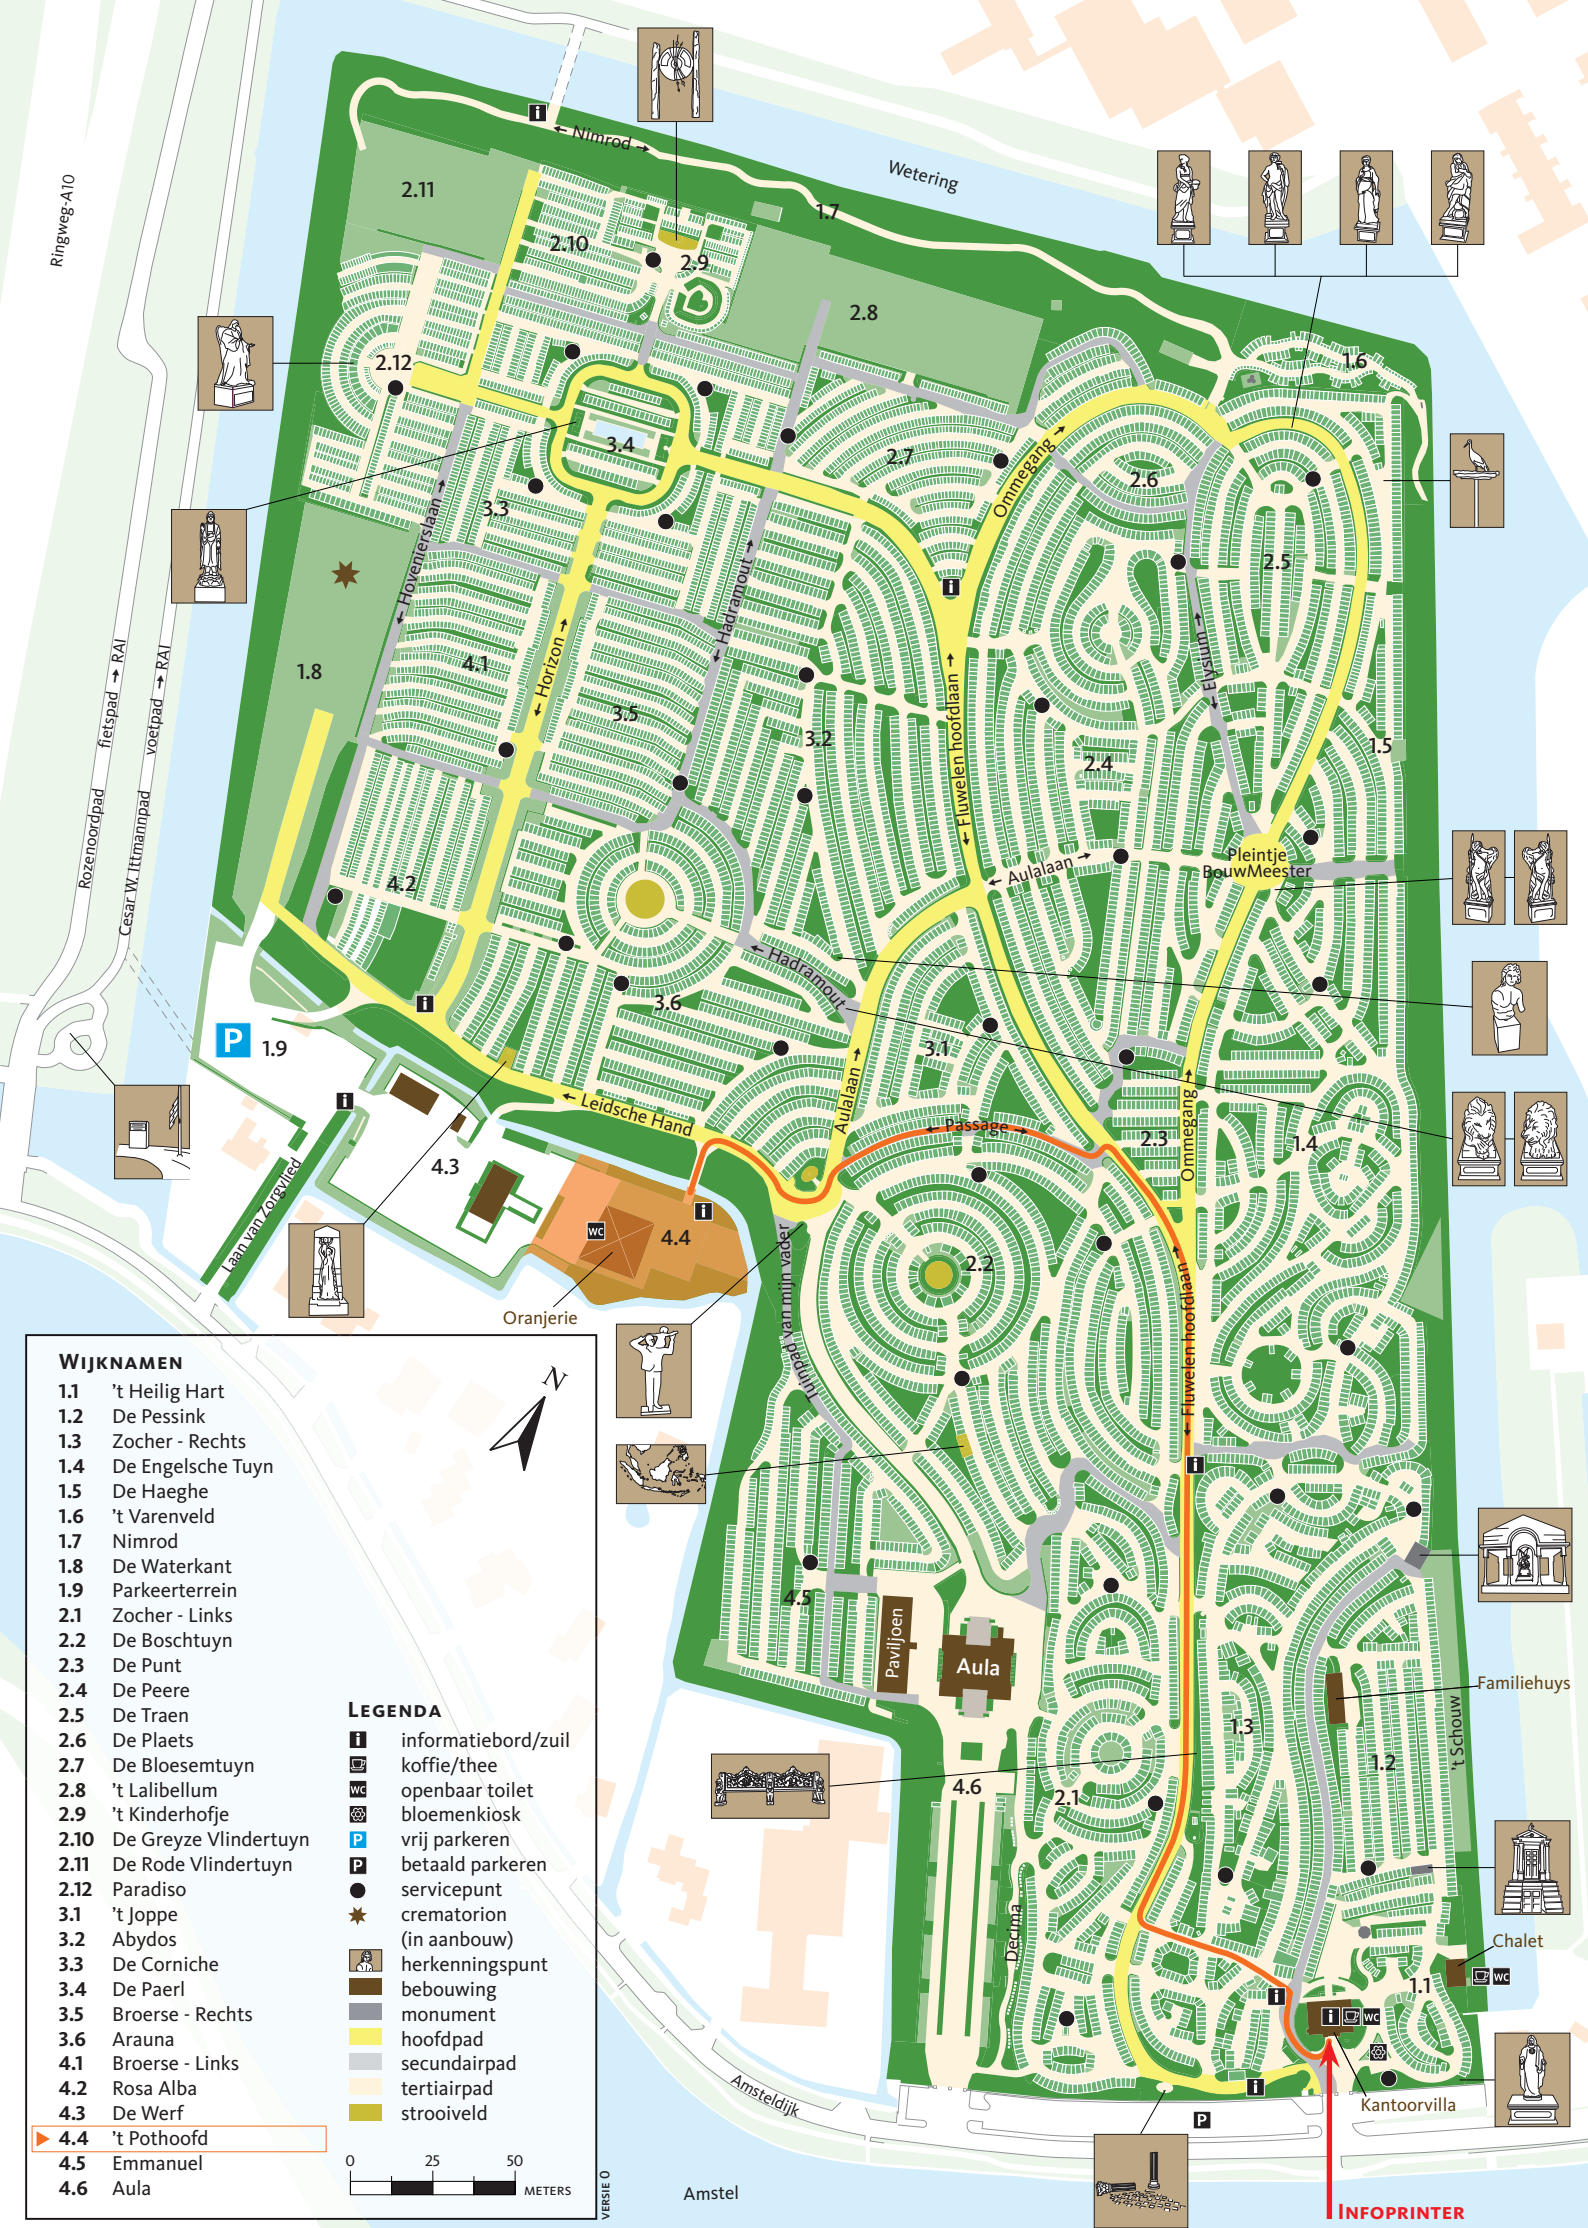 Nimrod
Wetering
Ringweg-A10
2.11
1.7
2.10
2.9
2.8
1.6
2.12
3.4
2.7
Ommegang
2.6
3.3
2.5
Hovenierslaan
Hadramout
Elysium
Horizon
1.8
4.1
3.5
3.2
Fluwelen hoofdlaan
2.4
1.5
Rozenoordpad fietspad → RAI
Cesar W. Ittmannpad voetpad → RAI
Aulalaan
Pleintje
BouwMeester
4.2
Hadramout
3.6
3.1
P
1.9
Aulalaan
Leidsche Hand
Passage
2.3
Ommegang
1.4
4.3
Laan van Zorgvlied
WC
4.4
Oranjerie
2.2
Tuinpad van mijn vader
Fluwelen hoofdlaan
4.5
Paviljoen
Aula
Familiehuys
't Schouw
1.3
1.2
4.6
2.1
Decima
Chalet
WC
1.1
WC
Kantoorvilla
Amsteldijk
P
Amstel
INFOPRINTER
WIJKNAMEN
1.1 't Heilig Hart
1.2 De Pessink
1.3 Zocher - Rechts
1.4 De Engelsche Tuyn
1.5 De Haeghe
1.6 't Varenveld
1.7 Nimrod
1.8 De Waterkant
1.9 Parkeerterrein
2.1 Zocher - Links
2.2 De Boschtuyn
2.3 De Punt
2.4 De Peere
2.5 De Traen
2.6 De Plaets
2.7 De Bloesemtuyn
2.8 't Lalibellum
2.9 't Kinderhofje
2.10 De Greyze Vlindertuyn
2.11 De Rode Vlindertuyn
2.12 Paradiso
3.1 't Joppe
3.2 Abydos
3.3 De Corniche
3.4 De Paerl
3.5 Broerse - Rechts
3.6 Arauna
4.1 Broerse - Links
4.2 Rosa Alba
4.3 De Werf
4.4 't Pothoofd
4.5 Emmanuel
4.6 Aula
N
LEGENDA
i informatiebord/zuil
koffie/thee
WC openbaar toilet
bloemenkiosk
P vrij parkeren
P betaald parkeren
servicepunt
crematorion
(in aanbouw)
herkenningspunt
bebouwing
monument
hoofdpad
secundairpad
tertiairpad
strooiveld
0 25 50
METERS
VERSIE O